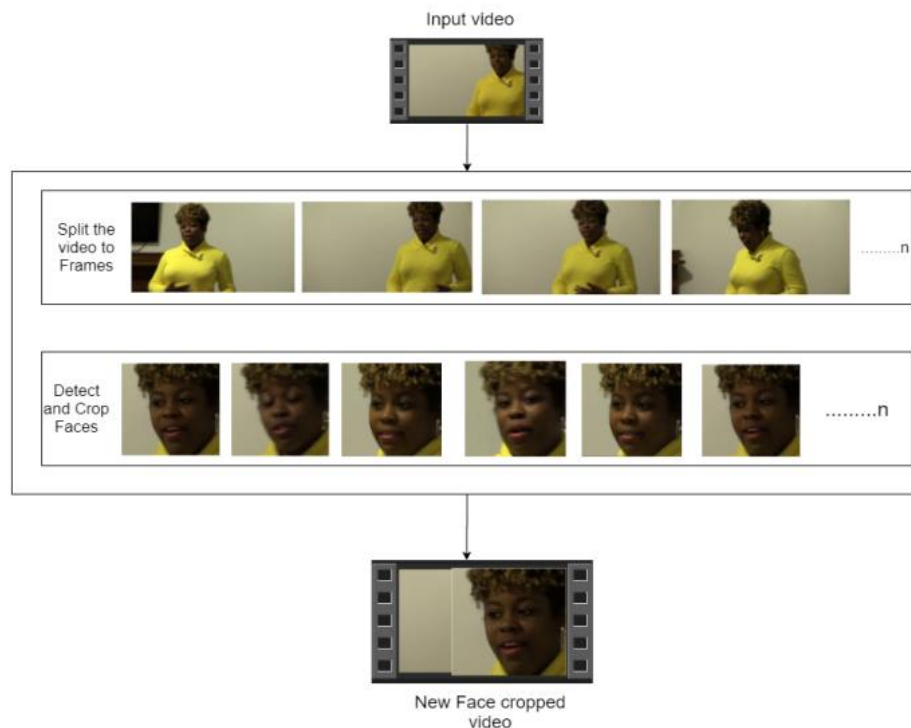 Input video
Split the
video to
Frames
.........n
Detect
and Crop
Faces
.........n
New Face cropped
video